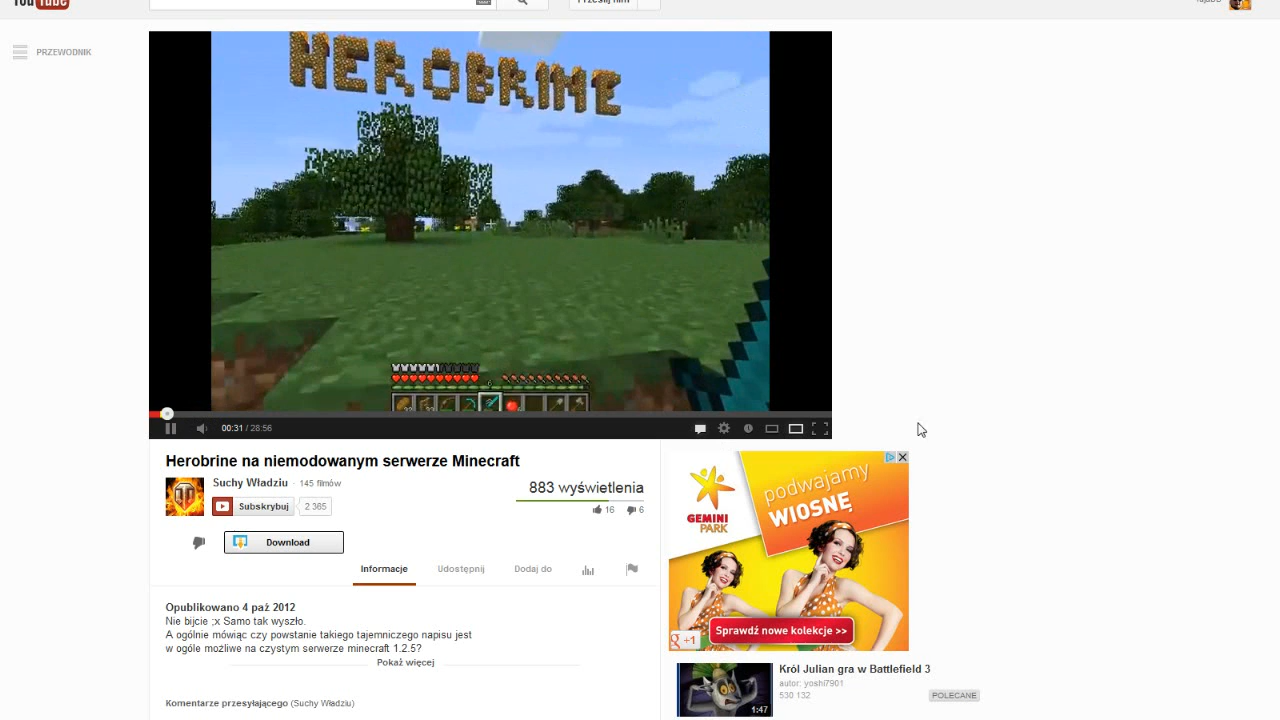 YouTube
PRZEWODNIK
HEROBRINE
00:31 / 28:56
Herobrine na niemodowanym serwerze Minecraft
Suchy Władziu · 145 filmów
Subskrybuj 2 365
883 wyświetlenia
16 6
Download
Informacje Udostępnij Dodaj do
Opublikowano 4 paź 2012
Nie bijcie ;x Samo tak wyszło.
A ogólnie mówiąc czy powstanie takiego tajemniczego napisu jest
w ogóle możliwe na czystym serwerze minecraft 1.2.5?
Pokaż więcej
Komentarze przesyłającego (Suchy Władziu)
podwajamy
WIOSNĘ
GEMINI
PARK
Sprawdź nowe kolekcje >>
g +1
Król Julian gra w Battlefield 3
autor: yoshi7901
530 132
POLECANE
1:47